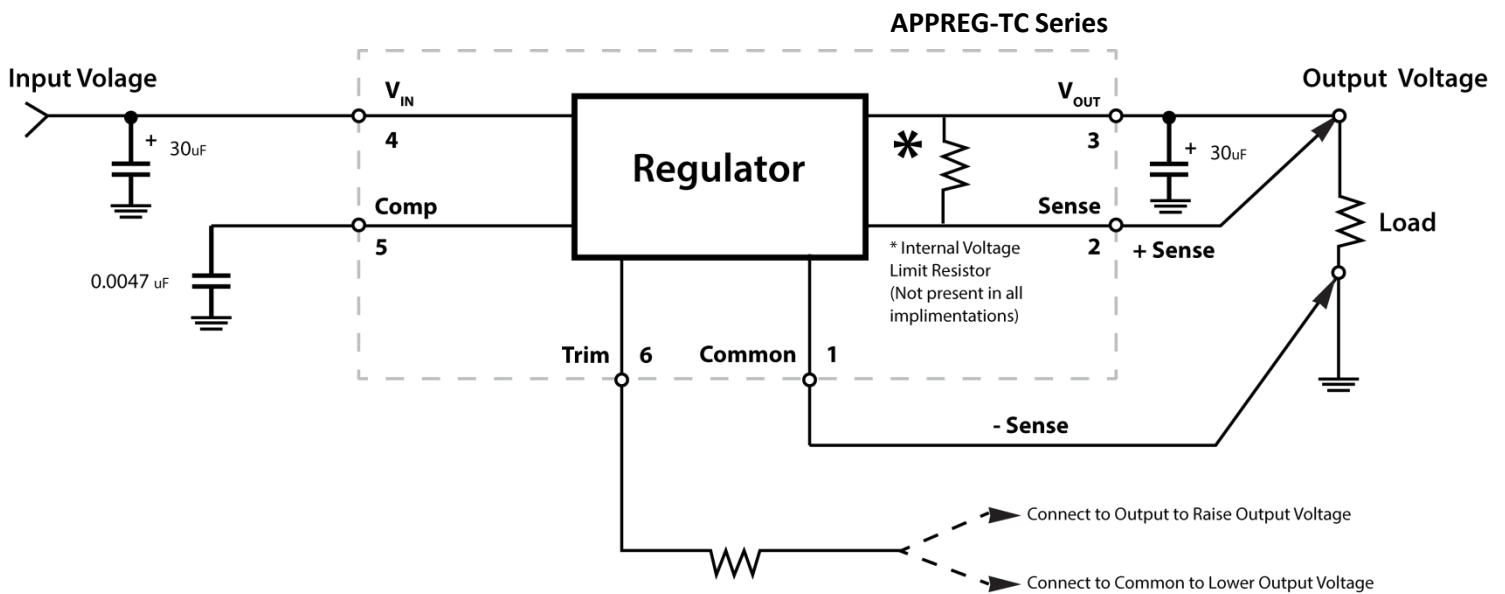 APPREG-TC Series
Input Volage
Output Voltage
VIN
VOUT
4
3
+ 30uF
+ 30uF
*
Regulator
Comp
Sense
5
2
+ Sense
Load
0.0047 uF
* Internal Voltage
Limit Resistor
(Not present in all
implimentations)
Trim 6
Common 1
- Sense
Connect to Output to Raise Output Voltage
Connect to Common to Lower Output Voltage